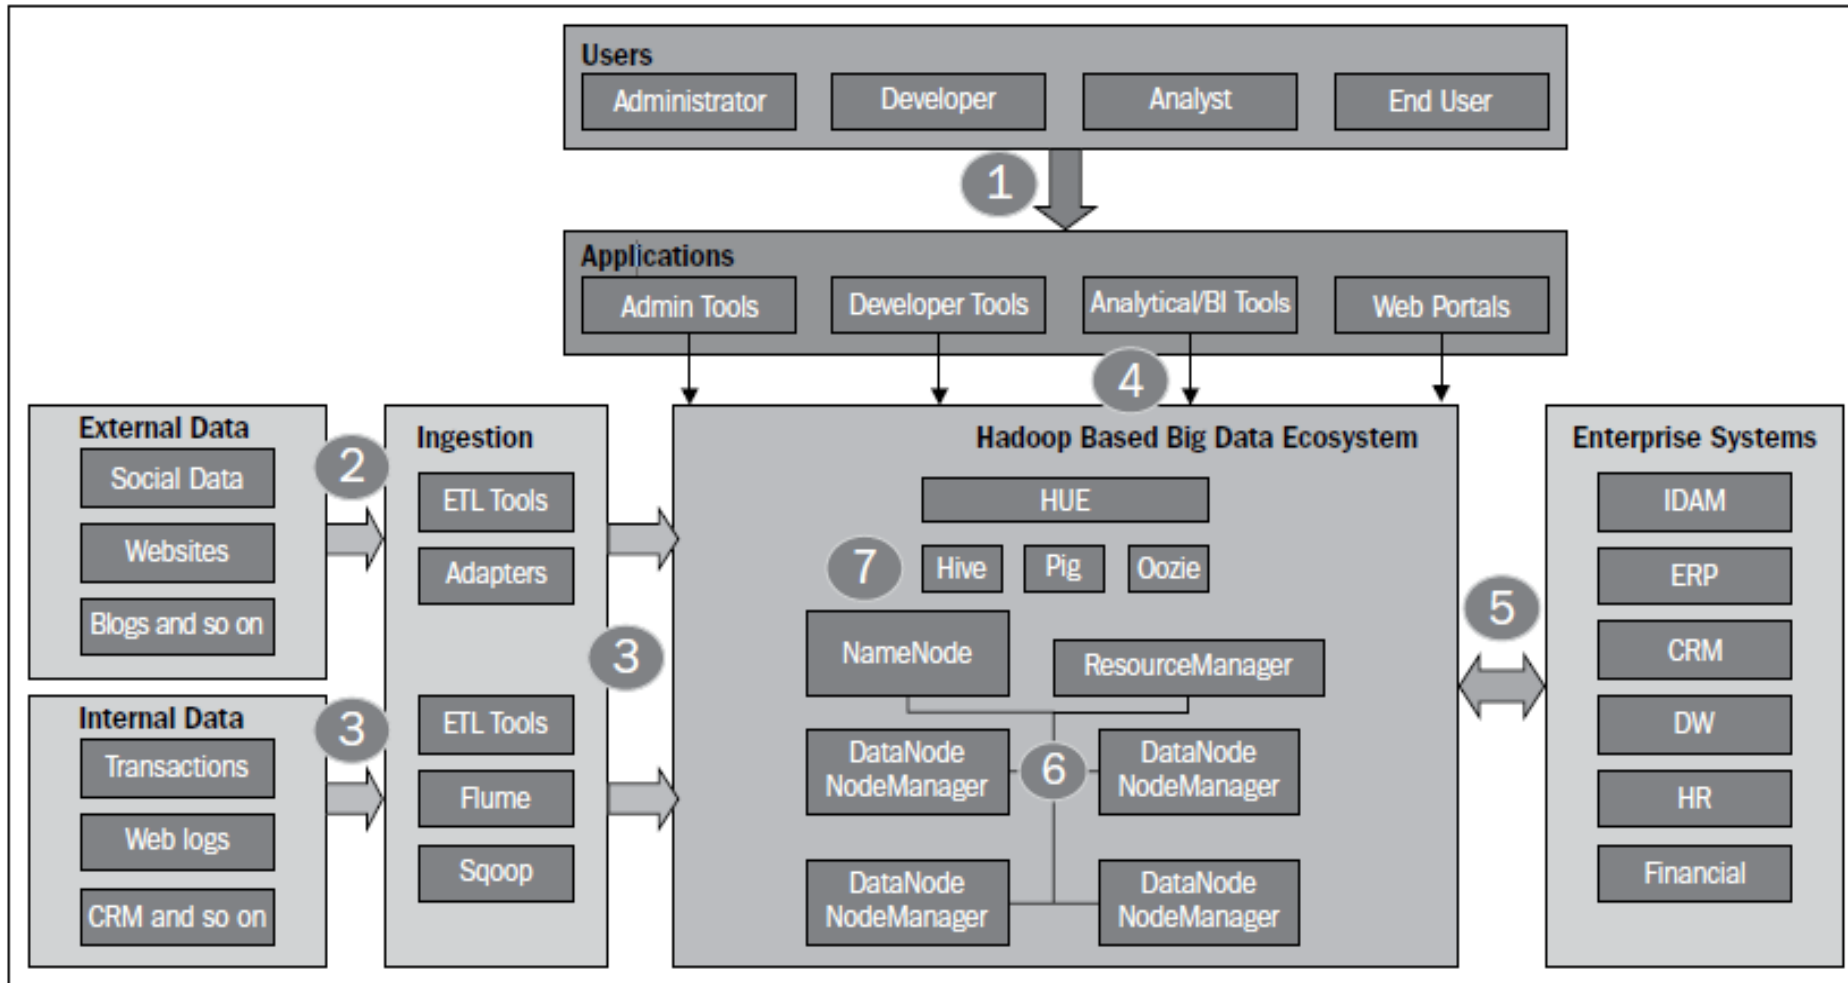 Users
Administrator
Developer
Analyst
End User
1
Applications
Admin Tools
Developer Tools
Analytical/BI Tools
Web Portals
4
External Data
Social Data
Websites
Blogs and so on
2
Internal Data
Transactions
Web logs
CRM and so on
3
Ingestion
ETL Tools
Adapters
ETL Tools
Flume
Sqoop
3
Hadoop Based Big Data Ecosystem
HUE
7
Hive
Pig
Oozie
NameNode
ResourceManager
DataNode
NodeManager
DataNode
NodeManager
6
DataNode
NodeManager
DataNode
NodeManager
5
Enterprise Systems
IDAM
ERP
CRM
DW
HR
Financial